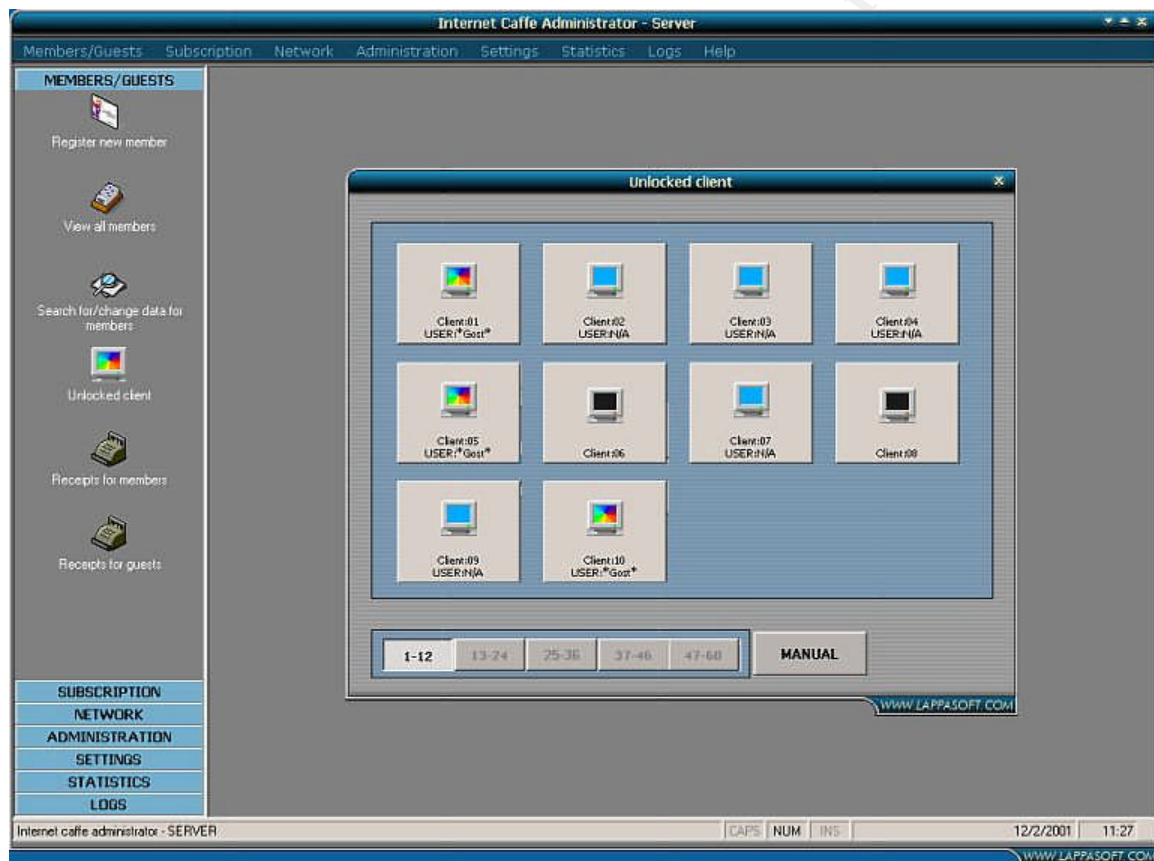 Internet Caffe Administrator - Server
Members/Guests Subscription Network Administration Settings Statistics Logs Help
MEMBERS/GUESTS
Register new member
View all members
Search for/change data for
members
Unlocked client
Receipts for members
Receipts for guests
SUBSCRIPTION
NETWORK
ADMINISTRATION
SETTINGS
STATISTICS
LOGS
Unlocked client
Client:01
USER:*Gost*
Client:02
USER:N/A
Client:03
USER:N/A
Client:04
USER:N/A
Client:05
USER:*Gost*
Client:06
Client:07
USER:N/A
Client:08
Client:09
USER:N/A
Client:10
USER:*Gost*
1-12 13-24 25-36 37-46 47-60 MANUAL
WWW.LAPPASOFT.COM
Internet caffe administrator - SERVER CAPS NUM INS 12/2/2001 11:27
WWW.LAPPASOFT.COM